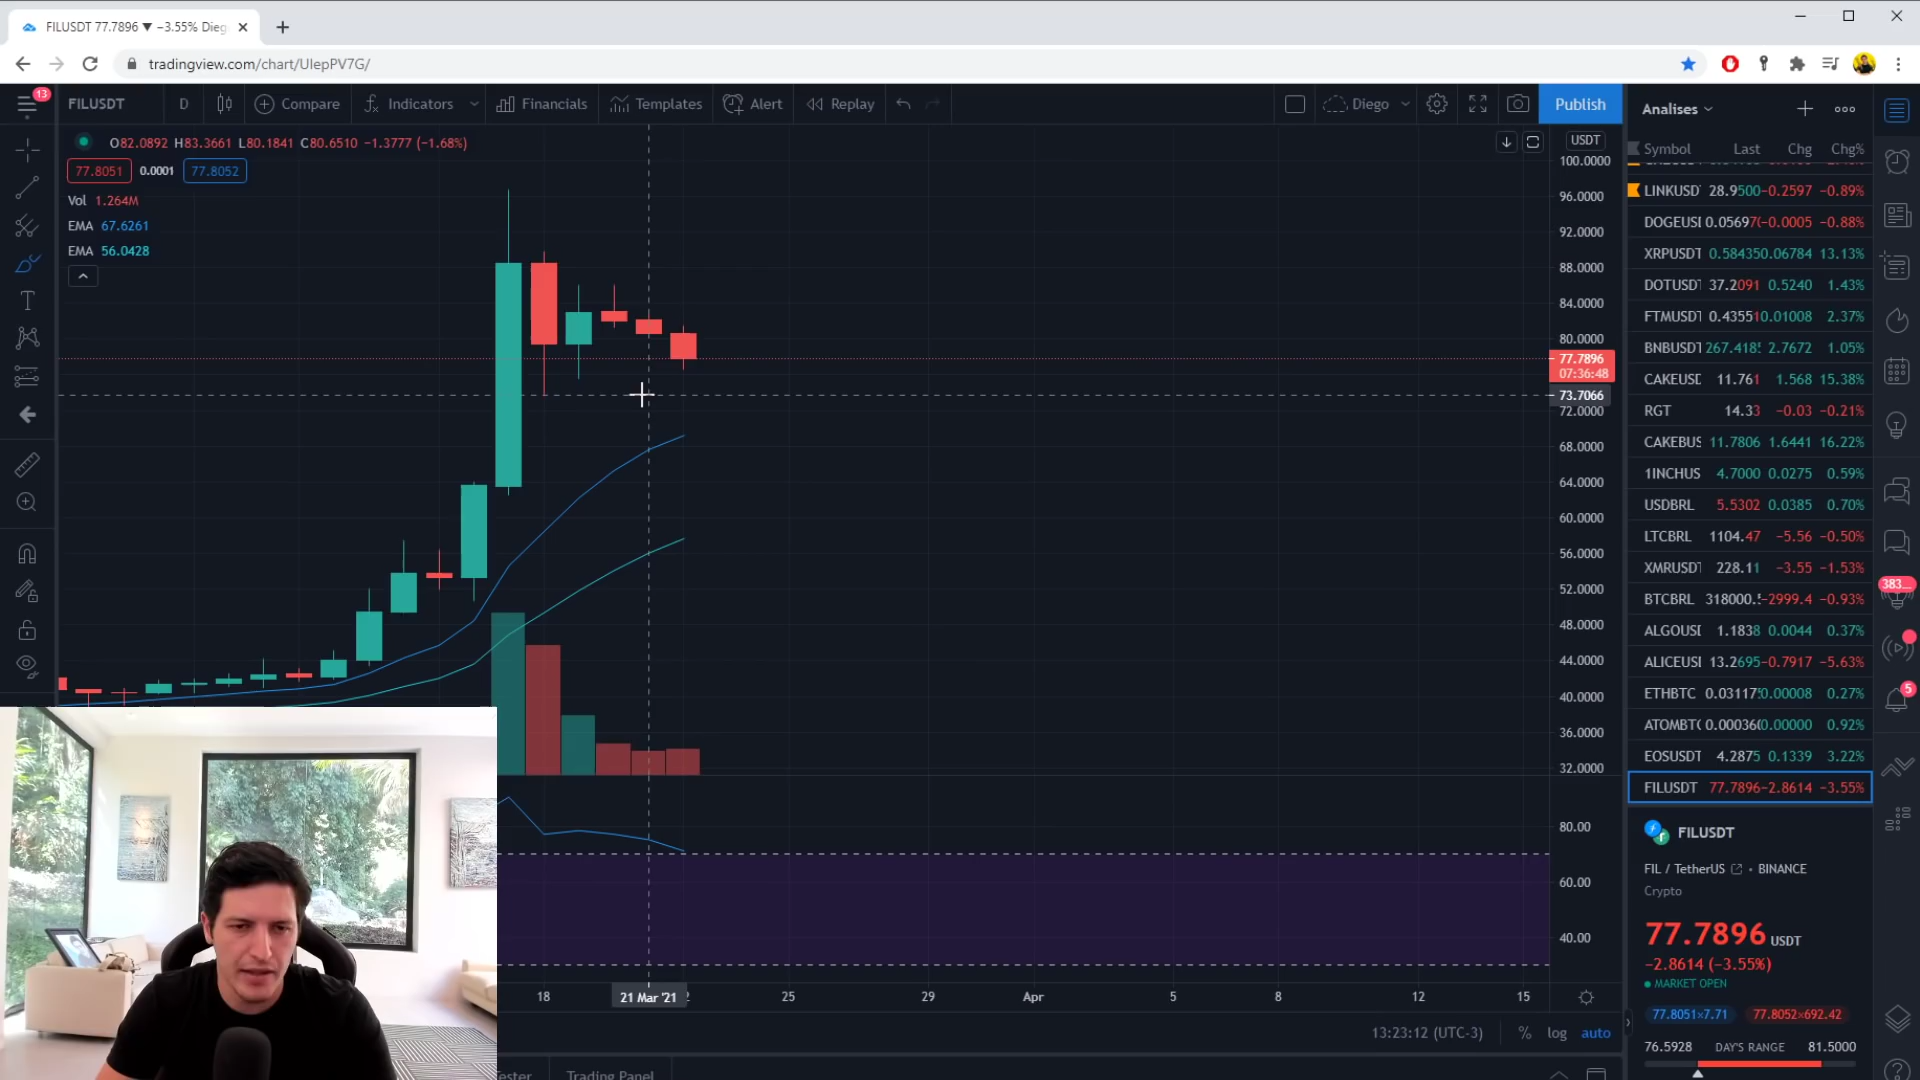 FILUSDT 77.7896 ▼ −3.55% Dieg
tradingview.com/chart/UIepPV7G/
13
FILUSDT D Compare Indicators Financials Templates Alert Replay Diego Publish
O82.0892 H83.3661 L80.1841 C80.6510 −1.3777 (−1.68%)
77.8051 0.0001 77.8052
Vol 1.264M
EMA 67.6261
EMA 56.0428
USDT
100.0000
96.0000
92.0000
88.0000
84.0000
80.0000
77.7896
07:36:48
73.7066
72.0000
68.0000
64.0000
60.0000
56.0000
52.0000
48.0000
44.0000
40.0000
36.0000
32.0000
80.00
60.00
40.00
18 21 Mar '21 25 29 Apr 5 8 12 15
13:23:12 (UTC-3) % log auto
Trading Panel
Analises
Symbol Last Chg Chg%
LINKUSD 28.9500 −0.2597 −0.89%
DOGEUSI 0.05697 −0.0005 −0.88%
XRPUSDT 0.58435 0.06784 13.13%
DOTUSDT 37.2091 0.5240 1.43%
FTMUSDT 0.43551 0.01008 2.37%
BNBUSDT 267.418 2.7672 1.05%
CAKEUSD 11.761 1.568 15.38%
RGT 14.33 −0.03 −0.21%
CAKEBUS 11.7806 1.6441 16.22%
1INCHUS 4.7000 0.0275 0.59%
USDBRL 5.5302 0.0385 0.70%
LTCBRL 1104.47 −5.56 −0.50%
XMRUSDT 228.11 −3.55 −1.53%
BTCBRL 318000. −2999.4 −0.93%
ALGOUSI 1.1838 0.0044 0.37%
ALICEUSI 13.2695 −0.7917 −5.63%
ETHBTC 0.03117 0.00008 0.27%
ATOMBTC 0.00036 0.00000 0.92%
EOSUSDT 4.2875 0.1339 3.22%
FILUSDT 77.7896 −2.8614 −3.55%
FILUSDT
FIL / TetherUS • BINANCE
Crypto
77.7896 USDT
−2.8614 (−3.55%)
MARKET OPEN
77.8051×7.71 77.8052×692.42
76.5928 DAY'S RANGE 81.5000
383...
5